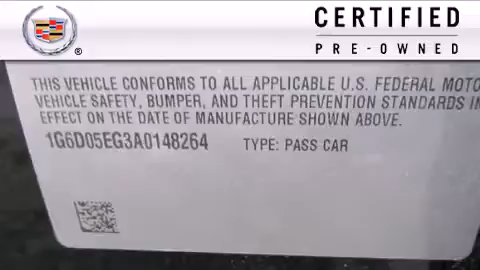 CERTIFIED
PRE-OWNED
THIS VEHICLE CONFORMS TO ALL APPLICABLE U.S. FEDERAL MOTO
VEHICLE SAFETY, BUMPER, AND THEFT PREVENTION STANDARDS IN
EFFECT ON THE DATE OF MANUFACTURE SHOWN ABOVE.
1G6D05EG3A0148264 TYPE: PASS CAR